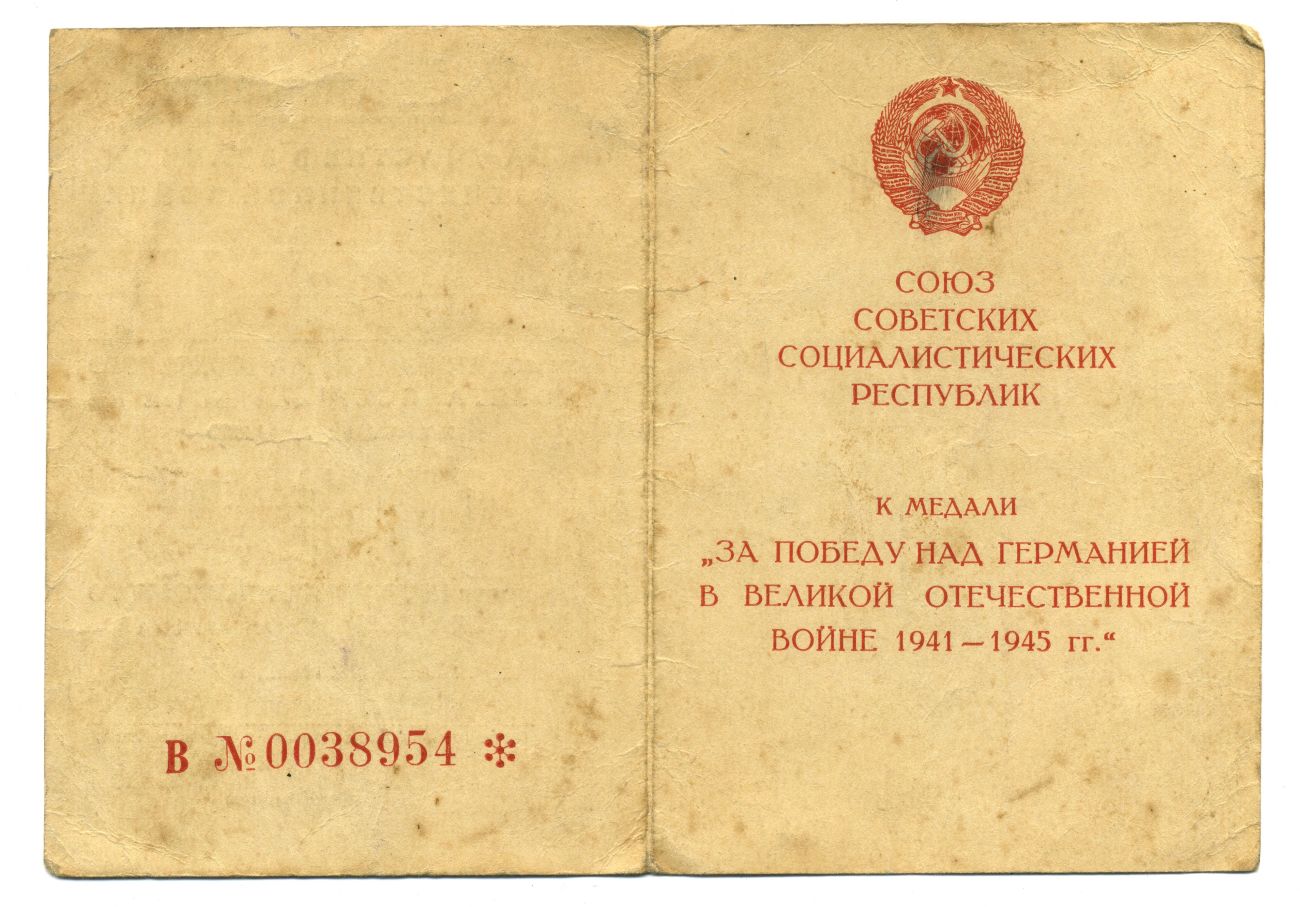 В №0038954 *
СОЮЗ
СОВЕТСКИХ
СОЦИАЛИСТИЧЕСКИХ
РЕСПУБЛИК
К МЕДАЛИ
„ЗА ПОБЕДУ НАД ГЕРМАНИЕЙ
В ВЕЛИКОЙ ОТЕЧЕСТВЕННОЙ
ВОЙНЕ 1941—1945 гг.“